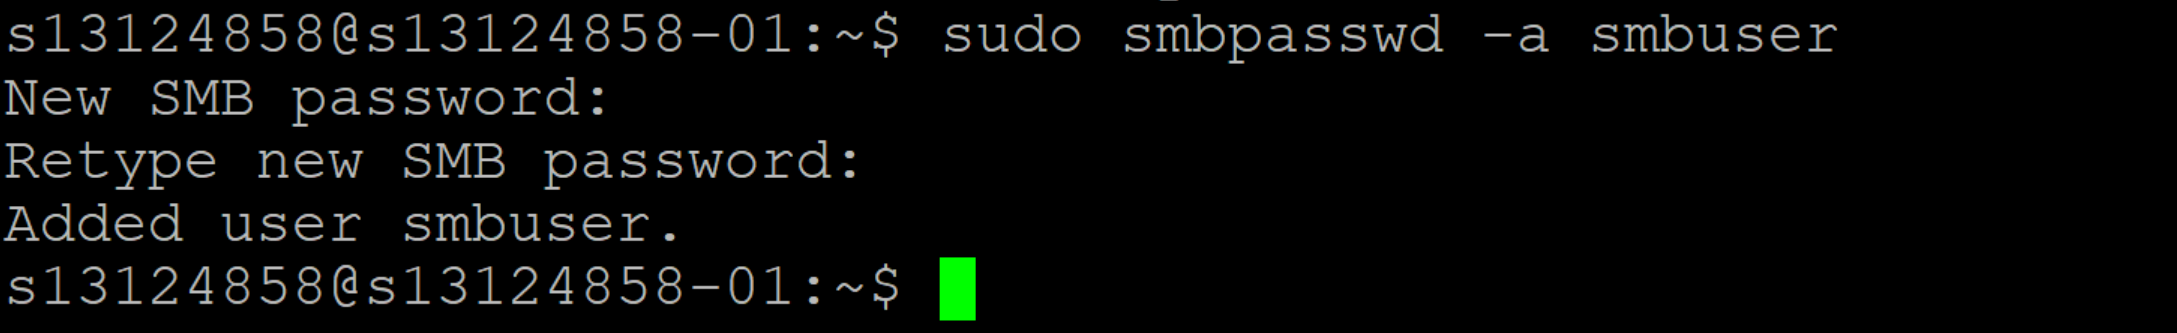 s13124858@s13124858-01:~$ sudo smbpasswd -a smbuser
New SMB password:
Retype new SMB password:
Added user smbuser.
s13124858@s13124858-01:~$